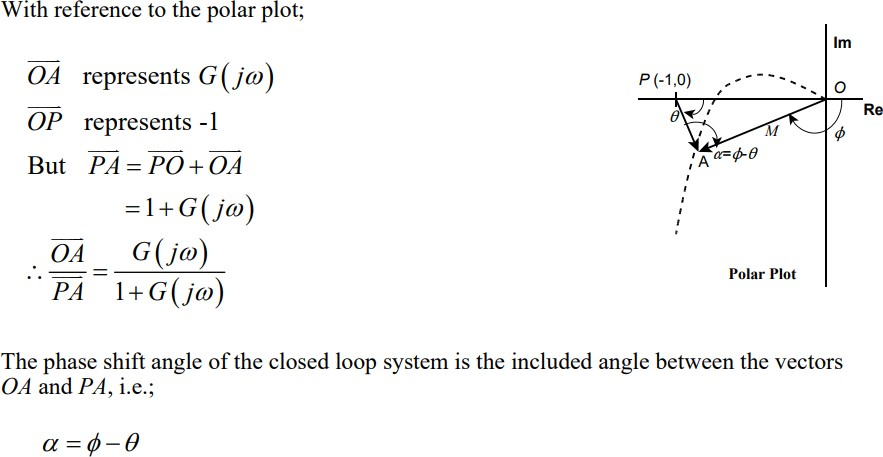 With reference to the polar plot;
OA represents G(jω)
OP represents -1
But PA = PO + OA
= 1 + G(jω)
∴ OA/PA = G(jω)/(1 + G(jω))
Im
P (-1,0)
O
Re
θ
M
ϕ
A
α=ϕ-θ
Polar Plot
The phase shift angle of the closed loop system is the included angle between the vectors
OA and PA, i.e.;
α = ϕ − θ